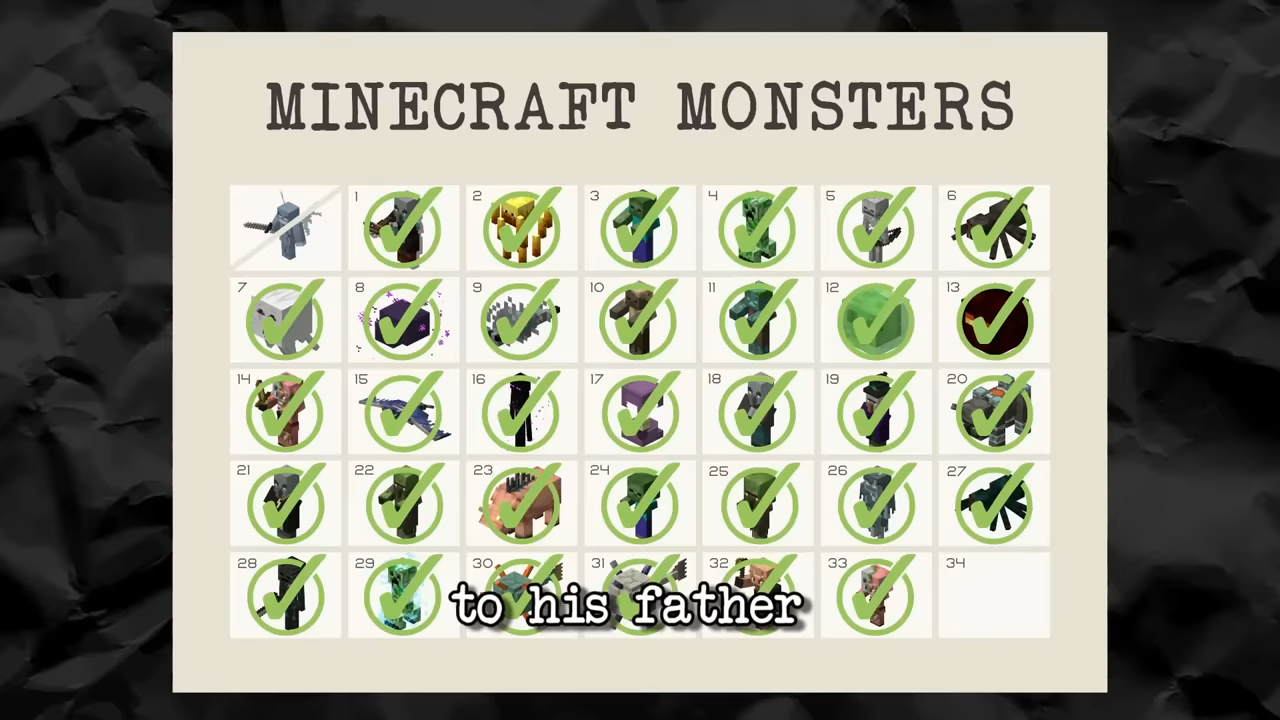 MINECRAFT MONSTERS
1 2 3 4 5 6
7 8 9 10 11 12 13
14 15 16 17 18 19 20
21 22 23 24 25 26 27
28 29 30 31 32 33 34
to his father